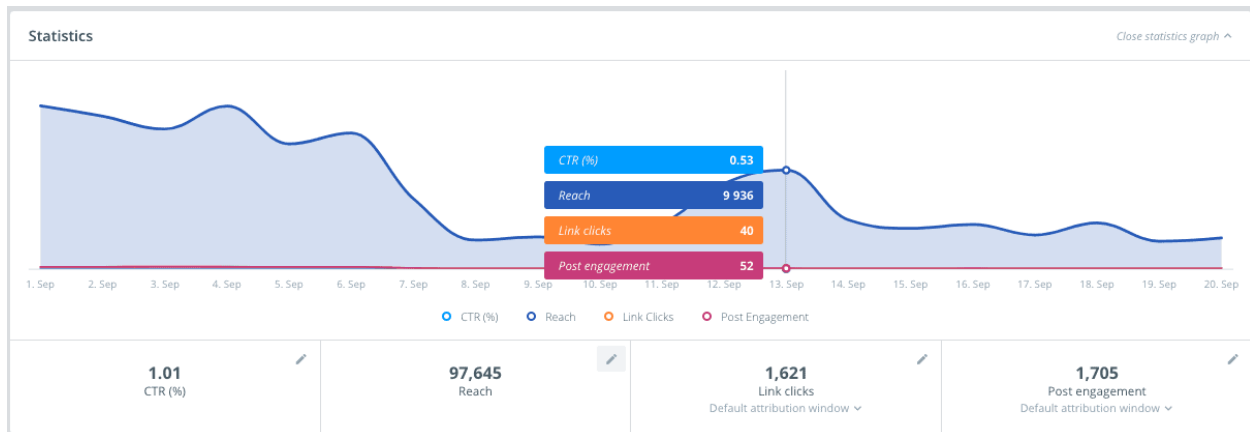 Statistics
Close statistics graph
CTR (%) 0.53
Reach 9 936
Link clicks 40
Post engagement 52
1. Sep 2. Sep 3. Sep 4. Sep 5. Sep 6. Sep 7. Sep 8. Sep 9. Sep 10. Sep 11. Sep 12. Sep 13. Sep 14. Sep 15. Sep 16. Sep 17. Sep 18. Sep 19. Sep 20. Sep
CTR (%) Reach Link Clicks Post Engagement
1.01 97,645 1,621 1,705
CTR (%) Reach Link clicks Post engagement
Default attribution window Default attribution window